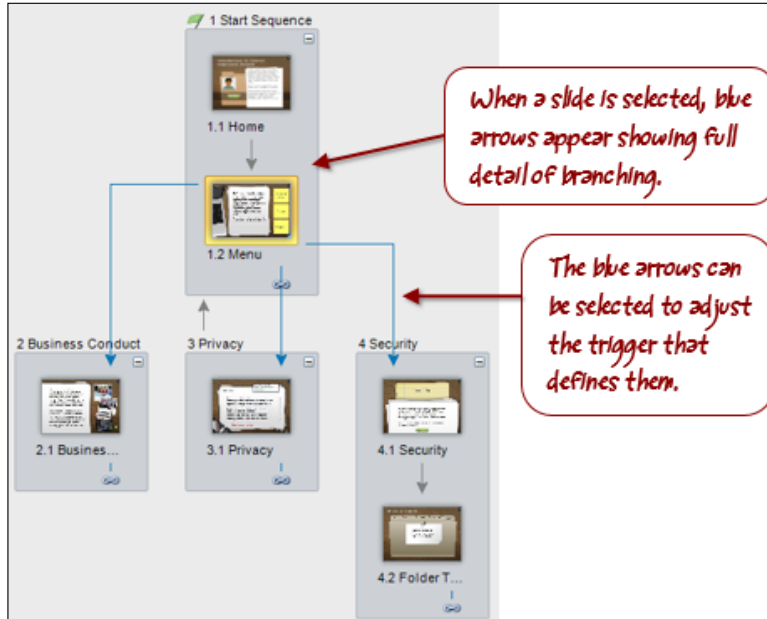 1 Start Sequence
1.1 Home
When a slide is selected, blue
arrows appear showing full
detail of branching.
1.2 Menu
The blue arrows can
be selected to adjust
the trigger that
defines them.
2 Business Conduct
3 Privacy
4 Security
2.1 Busines...
3.1 Privacy
4.1 Security
4.2 Folder T...